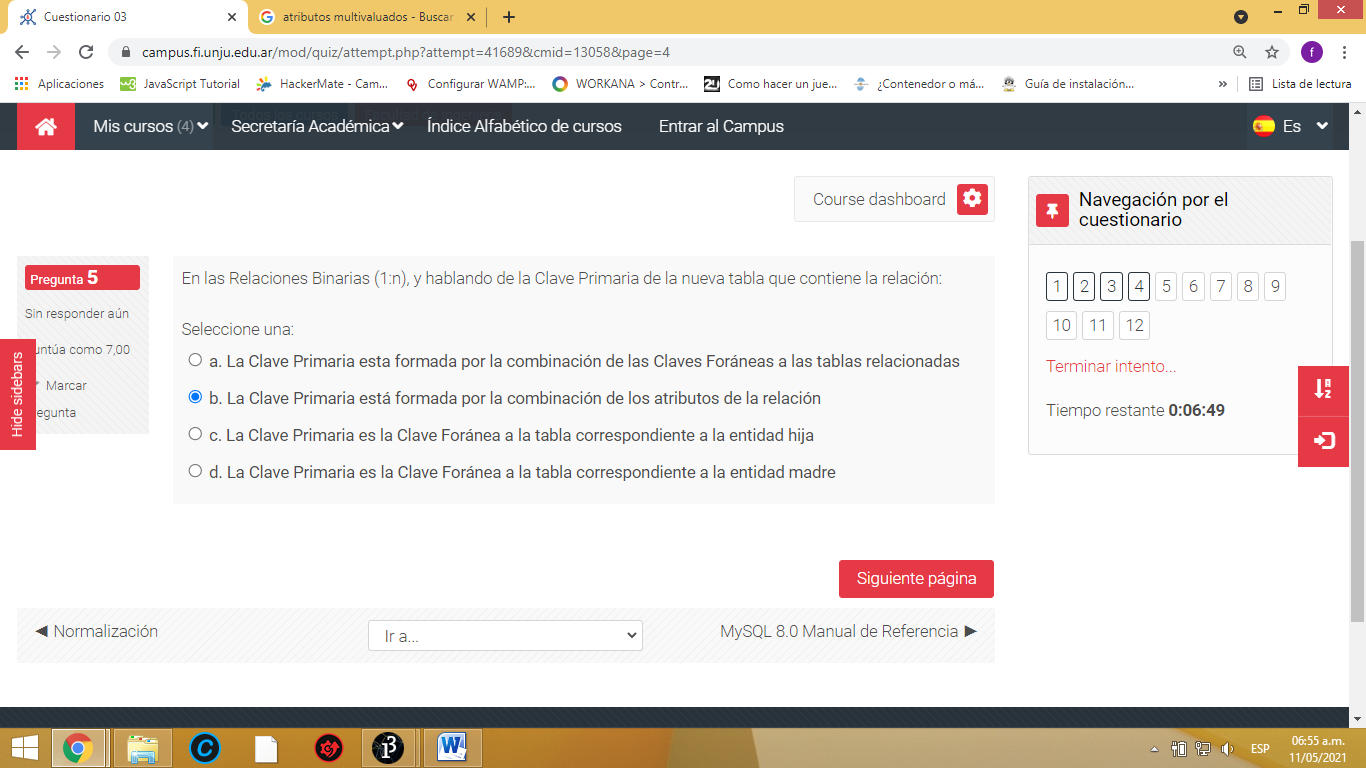 Cuestionario 03
atributos multivaluados - Buscar
campus.fi.unju.edu.ar/mod/quiz/attempt.php?attempt=41689&cmid=13058&page=4
f
Aplicaciones
JavaScript Tutorial
HackerMate - Cam...
Configurar WAMP:...
WORKANA > Contr...
Como hacer un jue...
¿Contenedor o má...
Guía de instalación...
»
Lista de lectura
Mis cursos (4)
Secretaría Académica
Índice Alfabético de cursos
Entrar al Campus
Es
Course dashboard
Navegación por el
cuestionario
Pregunta 5
Sin responder aún
untúa como 7,00
Marcar
egunta
Hide sidebars
En las Relaciones Binarias (1:n), y hablando de la Clave Primaria de la nueva tabla que contiene la relación:
Seleccione una:
a. La Clave Primaria esta formada por la combinación de las Claves Foráneas a las tablas relacionadas
b. La Clave Primaria está formada por la combinación de los atributos de la relación
c. La Clave Primaria es la Clave Foránea a la tabla correspondiente a la entidad hija
d. La Clave Primaria es la Clave Foránea a la tabla correspondiente a la entidad madre
1 2 3 4 5 6 7 8 9
10 11 12
Terminar intento...
Tiempo restante 0:06:49
Siguiente página
◄ Normalización
Ir a...
MySQL 8.0 Manual de Referencia ►
ESP
06:55 a.m.
11/05/2021